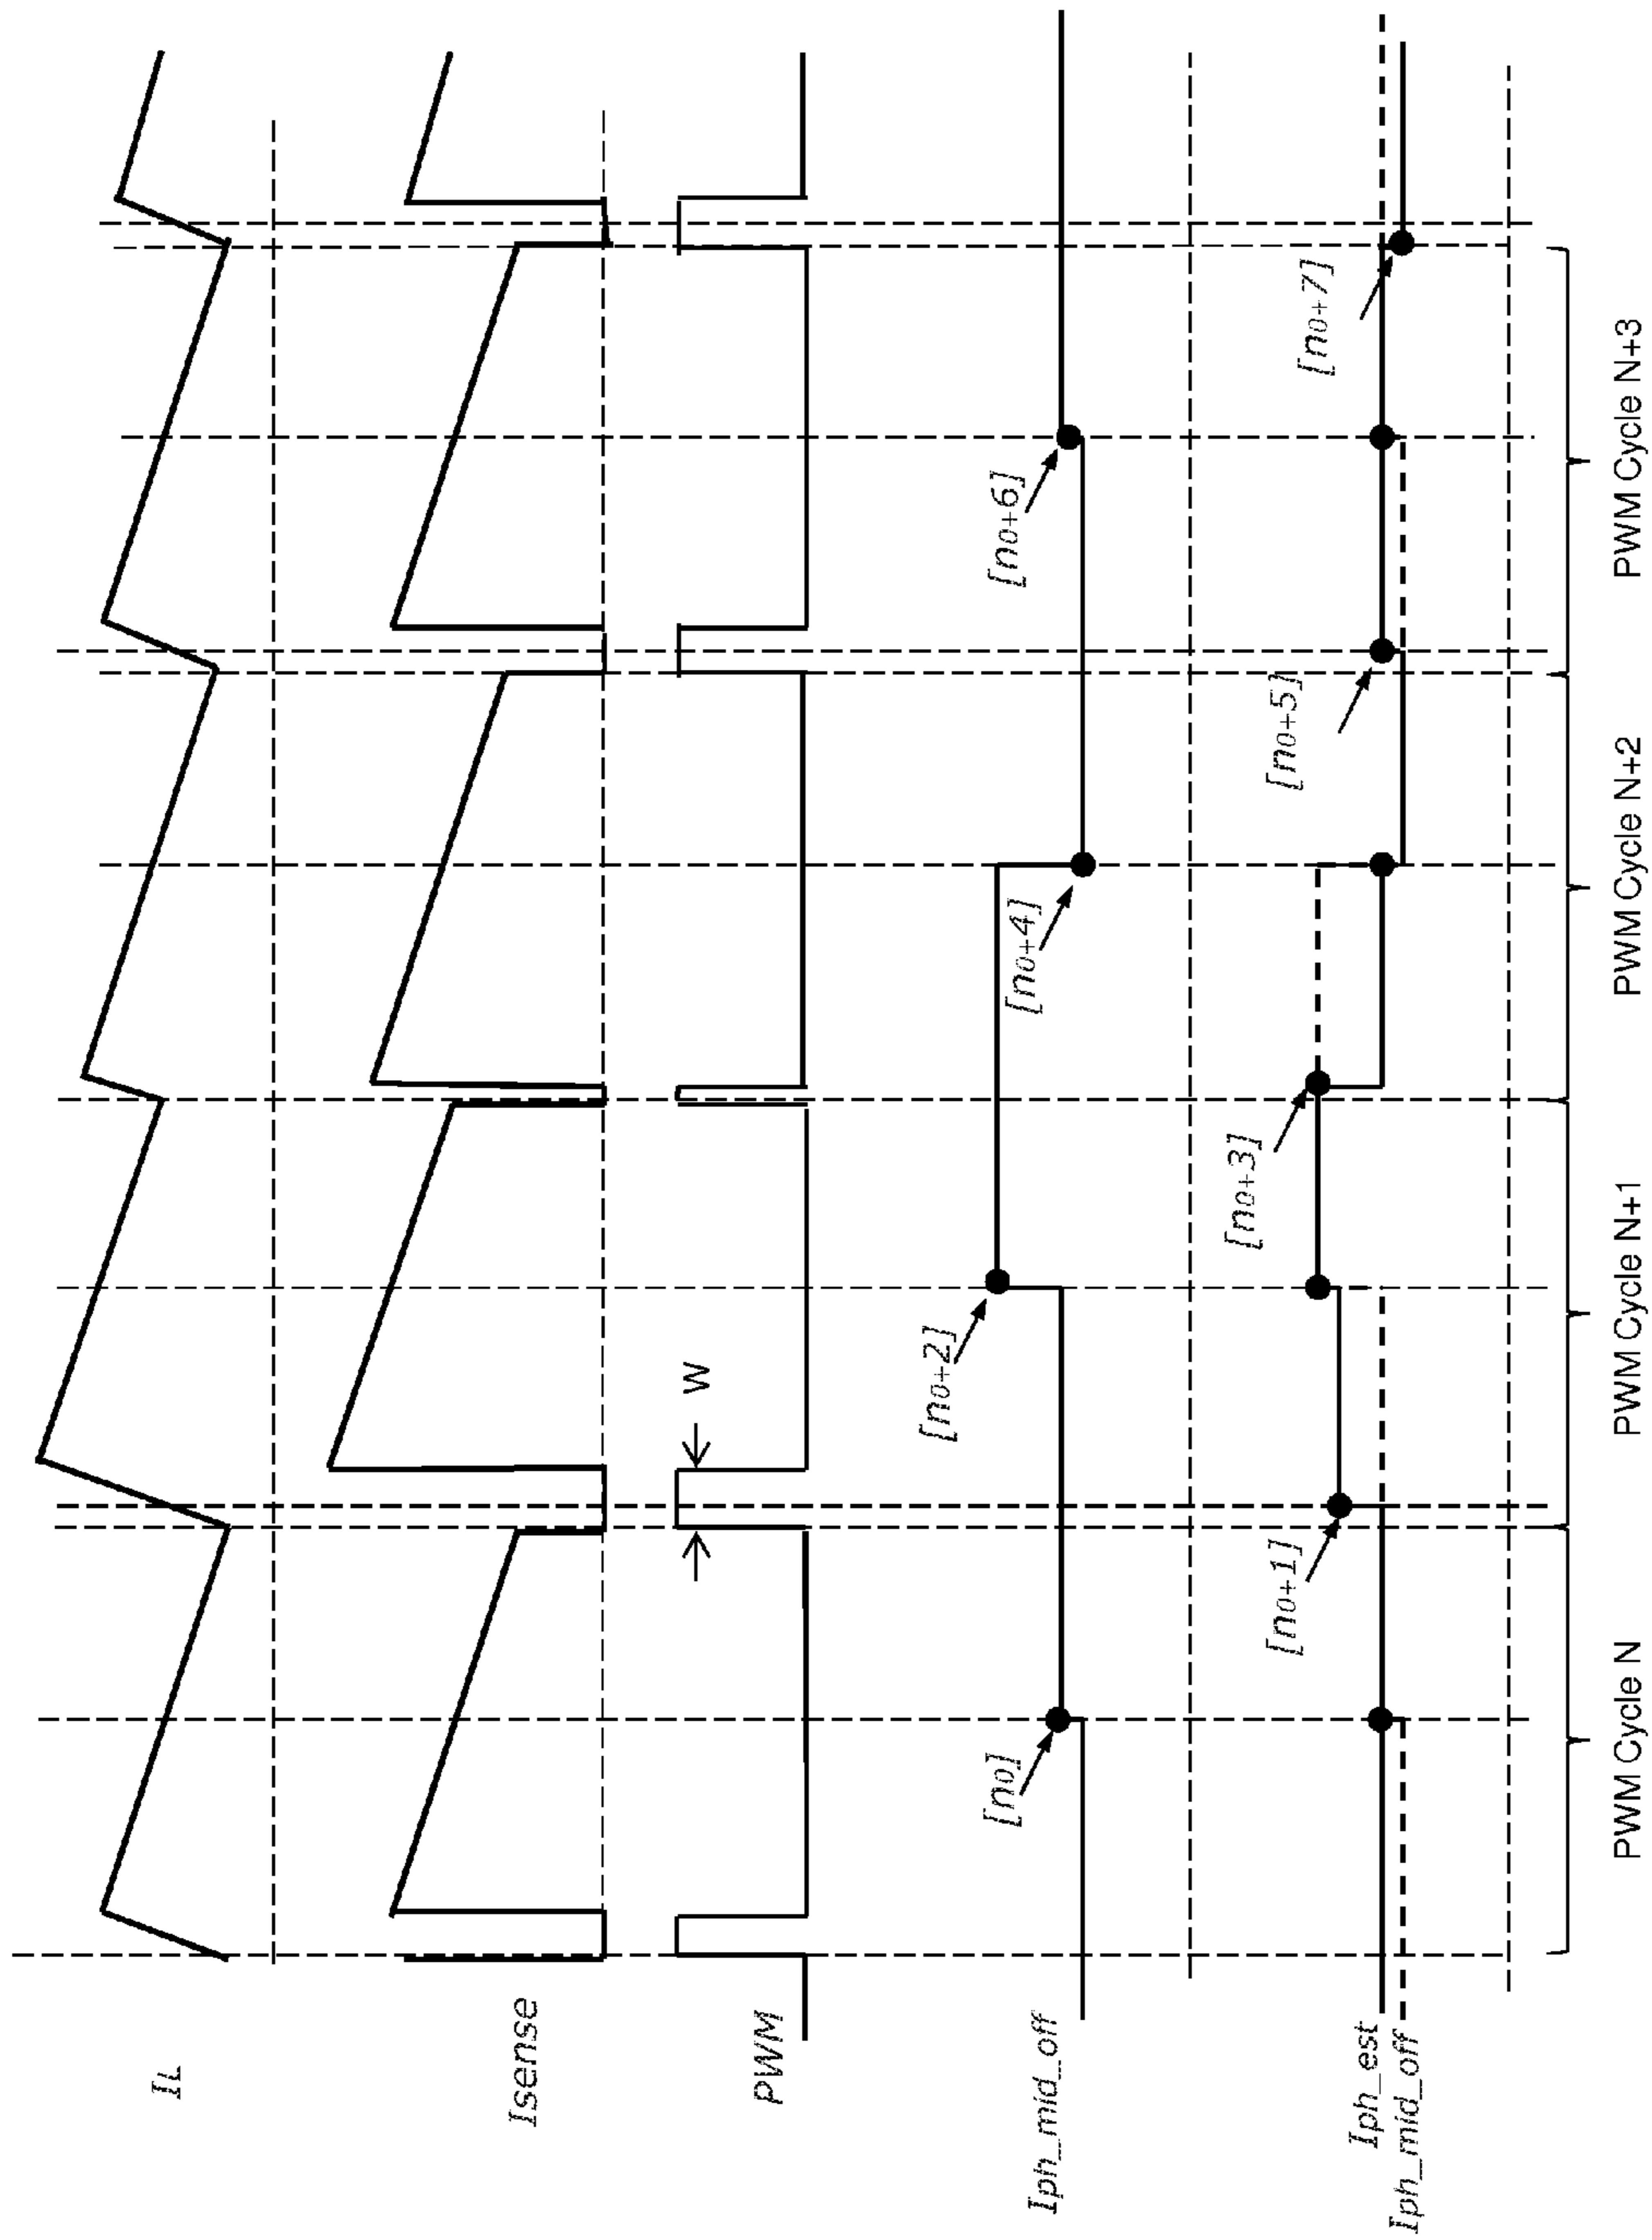 IL
Isense
PWM
W
Iph_mid_off
[n0]
[n0+2]
[n0+4]
[n0+6]
Iph_est
Iph_mid_off
[n0+1]
[n0+3]
[n0+5]
[n0+7]
PWM Cycle N
PWM Cycle N+1
PWM Cycle N+2
PWM Cycle N+3